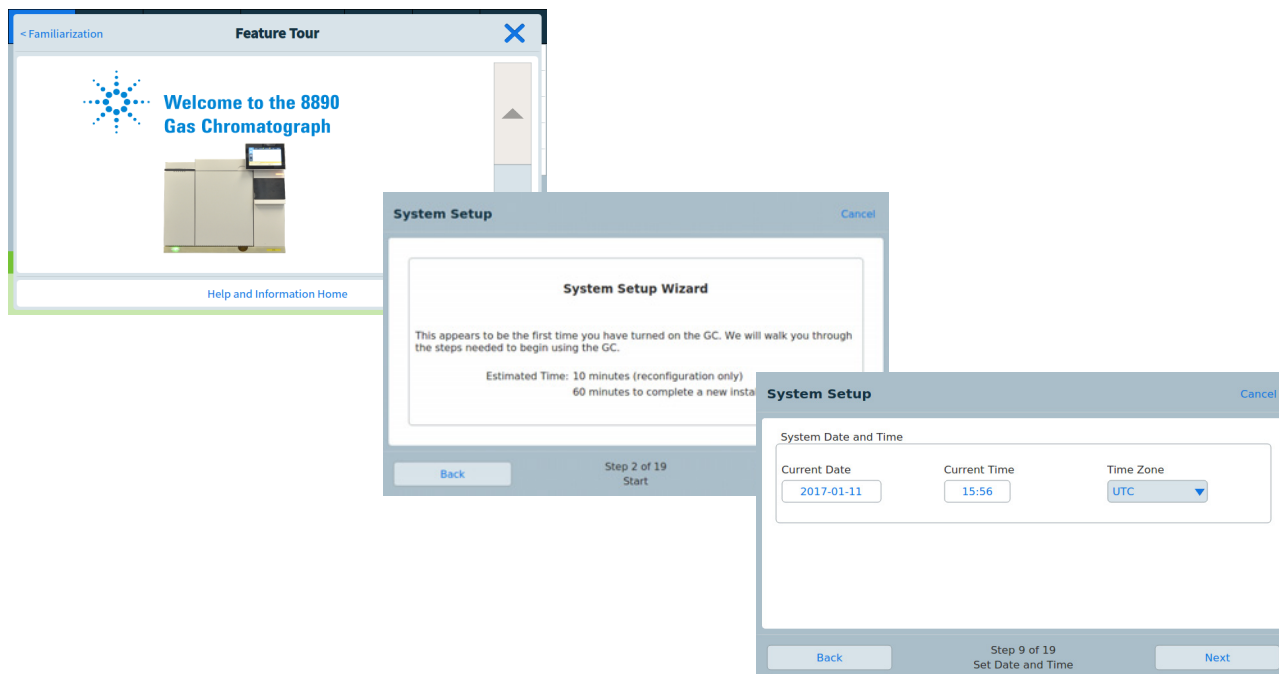 < Familiarization
Feature Tour
Welcome to the 8890
Gas Chromatograph
Help and Information Home
System Setup
Cancel
System Setup Wizard
This appears to be the first time you have turned on the GC. We will walk you through
the steps needed to begin using the GC.
Estimated Time: 10 minutes (reconfiguration only)
60 minutes to complete a new
Back
Step 2 of 19
Start
System Setup
Cancel
System Date and Time
Current Date
Current Time
Time Zone
2017-01-11
15:56
UTC
Back
Step 9 of 19
Set Date and Time
Next